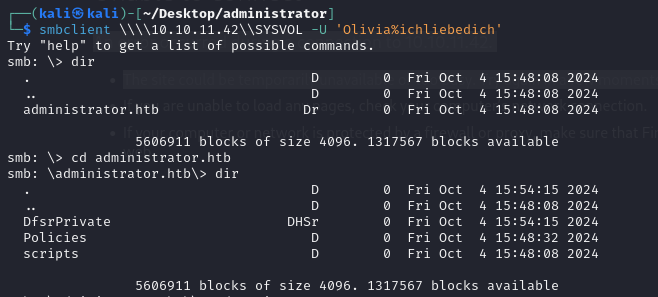 ┌──(kali㉿kali)-[~/Desktop/administrator]
└─$ smbclient \\\\10.10.11.42\\SYSVOL -U 'Olivia%ichliebedich'
Try "help" to get a list of possible commands.
smb: \> dir
  .                                   D        0  Fri Oct  4 15:48:08 2024
  ..                                  D        0  Fri Oct  4 15:48:08 2024
  administrator.htb                  Dr        0  Fri Oct  4 15:48:08 2024

                5606911 blocks of size 4096. 1317567 blocks available
smb: \> cd administrator.htb
smb: \administrator.htb\> dir
  .                                   D        0  Fri Oct  4 15:54:15 2024
  ..                                  D        0  Fri Oct  4 15:48:08 2024
  DfsrPrivate                      DHSr        0  Fri Oct  4 15:54:15 2024
  Policies                            D        0  Fri Oct  4 15:48:32 2024
  scripts                             D        0  Fri Oct  4 15:48:08 2024

                5606911 blocks of size 4096. 1317567 blocks available